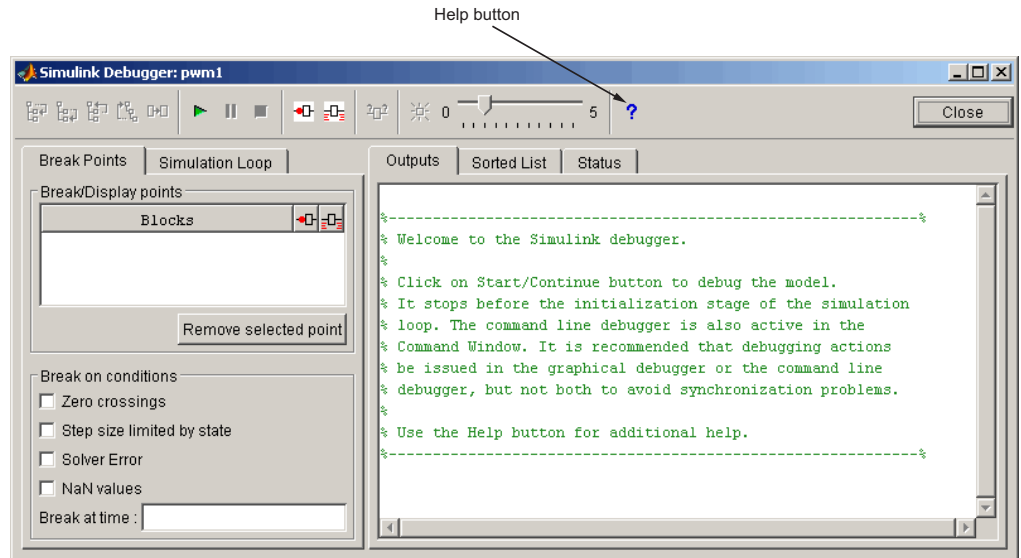 Help button
Simulink Debugger: pwm1
0 5 ? Close
Break Points Simulation Loop
Outputs Sorted List Status
Break/Display points
Blocks
Remove selected point
Break on conditions
Zero crossings
Step size limited by state
Solver Error
NaN values
Break at time :
%------------------------------------------------------------%
% Welcome to the Simulink debugger.
%
% Click on Start/Continue button to debug the model.
% It stops before the initialization stage of the simulation
% loop. The command line debugger is also active in the
% Command Window. It is recommended that debugging actions
% be issued in the graphical debugger or the command line
% debugger, but not both to avoid synchronization problems.
%
% Use the Help button for additional help.
%------------------------------------------------------------%